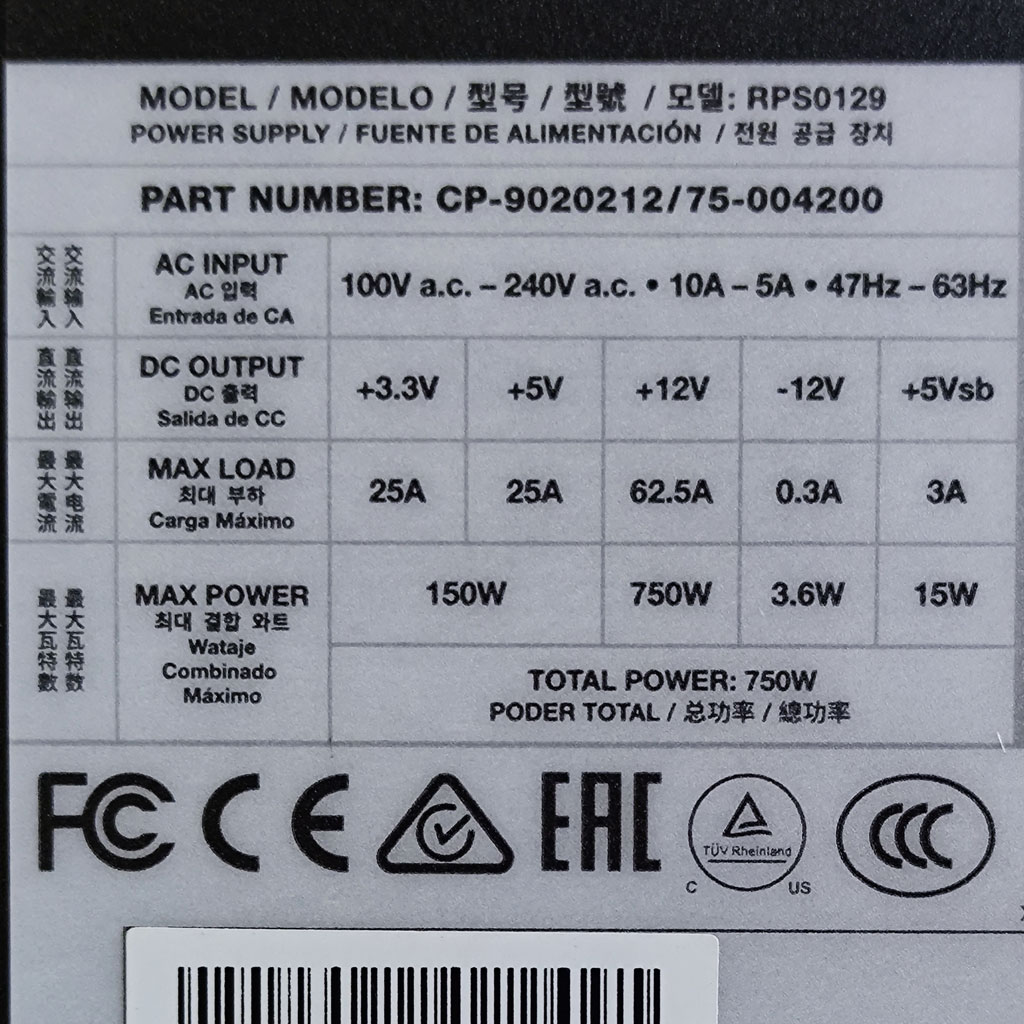 MODEL / MODELO / 型号 / 型號 / 모델: RPS0129
POWER SUPPLY / FUENTE DE ALIMENTACIÓN / 전원 공급 장치
PART NUMBER: CP-9020212/75-004200
交流輸入 交流输入
AC INPUT
AC 입력
Entrada de CA
100V a.c. – 240V a.c. • 10A – 5A • 47Hz – 63Hz
直流輸出 直流输出
DC OUTPUT
DC 출력
Salida de CC
+3.3V +5V +12V -12V +5Vsb
最大電流 最大电流
MAX LOAD
최대 부하
Carga Máximo
25A 25A 62.5A 0.3A 3A
最大瓦特數 最大瓦特数
MAX POWER
최대 결합 와트
Wataje
Combinado
Máximo
150W 750W 3.6W 15W
TOTAL POWER: 750W
PODER TOTAL / 总功率 / 總功率
FC CE EAC TÜV Rheinland CCC
C US